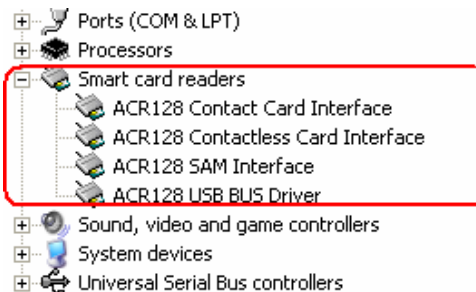 Ports (COM & LPT)
Processors
Smart card readers
ACR128 Contact Card Interface
ACR128 Contactless Card Interface
ACR128 SAM Interface
ACR128 USB BUS Driver
Sound, video and game controllers
System devices
Universal Serial Bus controllers